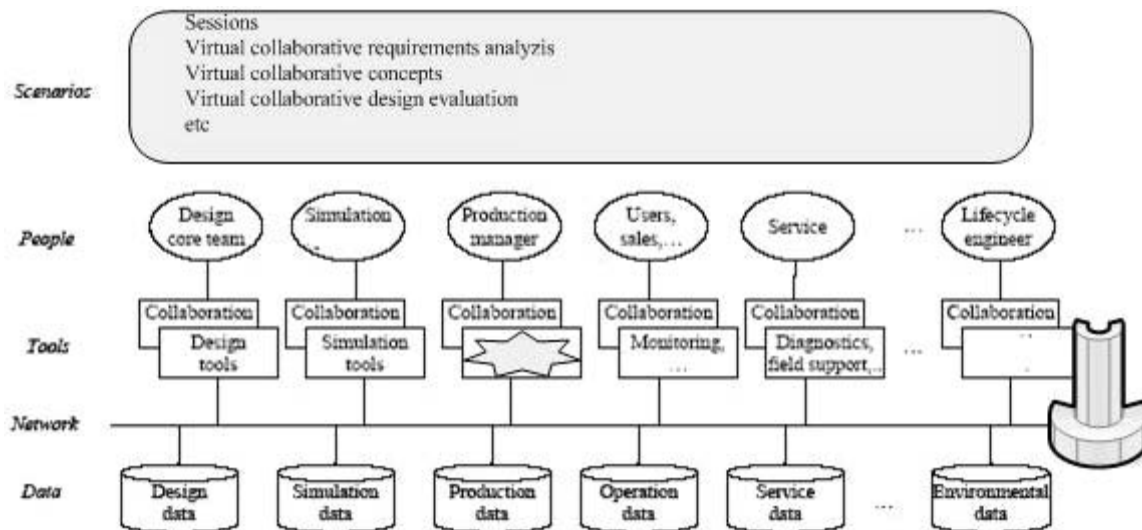 Sessions
Virtual collaborative requirements analyzis
Virtual collaborative concepts
Virtual collaborative design evaluation
etc
Scenarios
Design
core team
Simulation
...
Production
manager
Users,
sales,...
Service
...
Lifecycle
engineer
People
Collaboration
Design
tools
Collaboration
Simulation
tools
Collaboration
Collaboration
Monitoring,
...
Collaboration
Diagnostics,
field support,..
...
Collaboration
Tools
Network
Data
Design
data
Simulation
data
Production
data
Operation
data
Service
data
...
Environmental
data